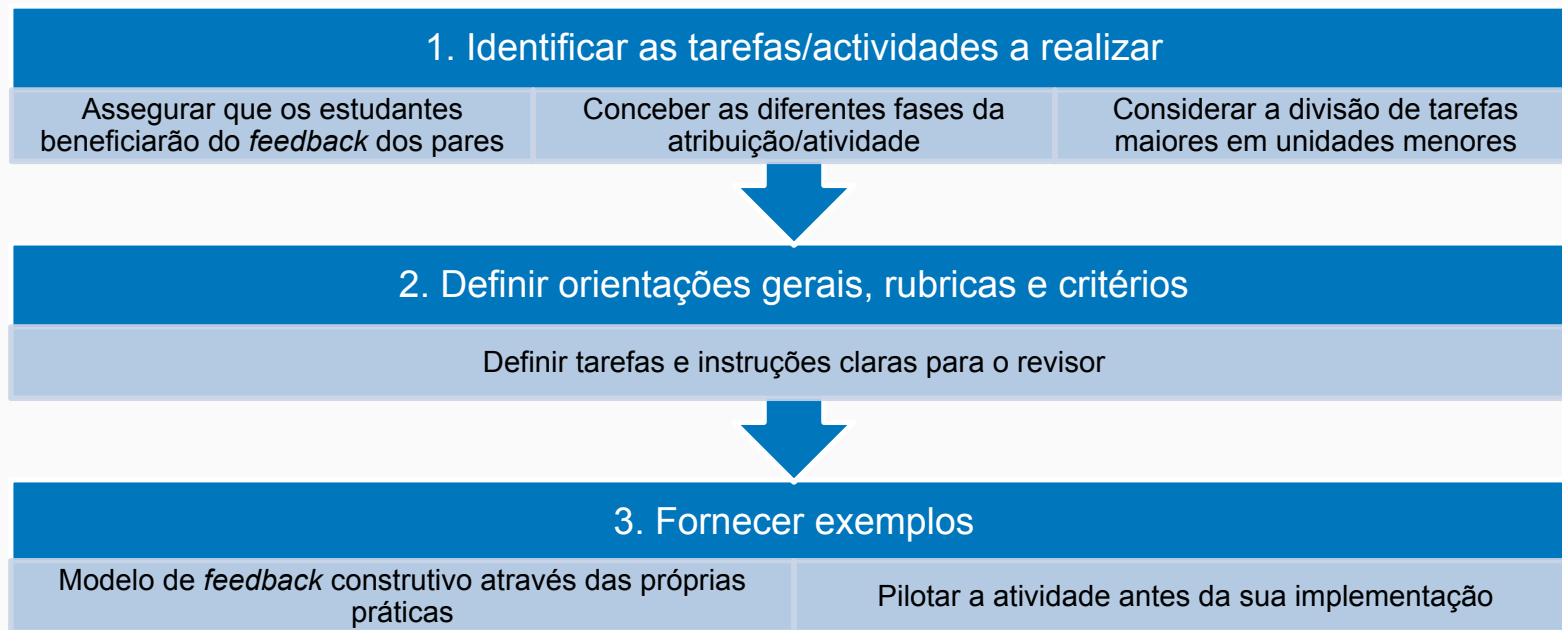 1. Identificar as tarefas/actividades a realizar
Assegurar que os estudantes
beneficiarão do feedback dos pares
Conceber as diferentes fases da
atribuição/atividade
Considerar a divisão de tarefas
maiores em unidades menores
2. Definir orientações gerais, rubricas e critérios
Definir tarefas e instruções claras para o revisor
3. Fornecer exemplos
Modelo de feedback construtivo através das próprias
práticas
Pilotar a atividade antes da sua implementação